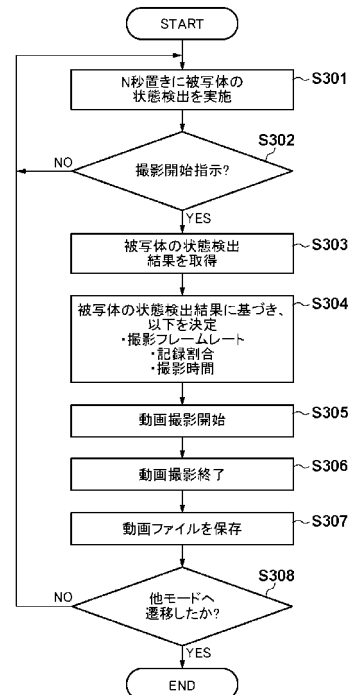 START
N秒置きに被写体の
状態検出を実施
S301
S302
撮影開始指示?
NO
YES
被写体の状態検出
結果を取得
S303
被写体の状態検出結果に基づき、
以下を決定
・撮影フレームレート
・記録割合
・撮影時間
S304
動画撮影開始
S305
動画撮影終了
S306
動画ファイルを保存
S307
S308
他モードへ
遷移したか?
NO
YES
END